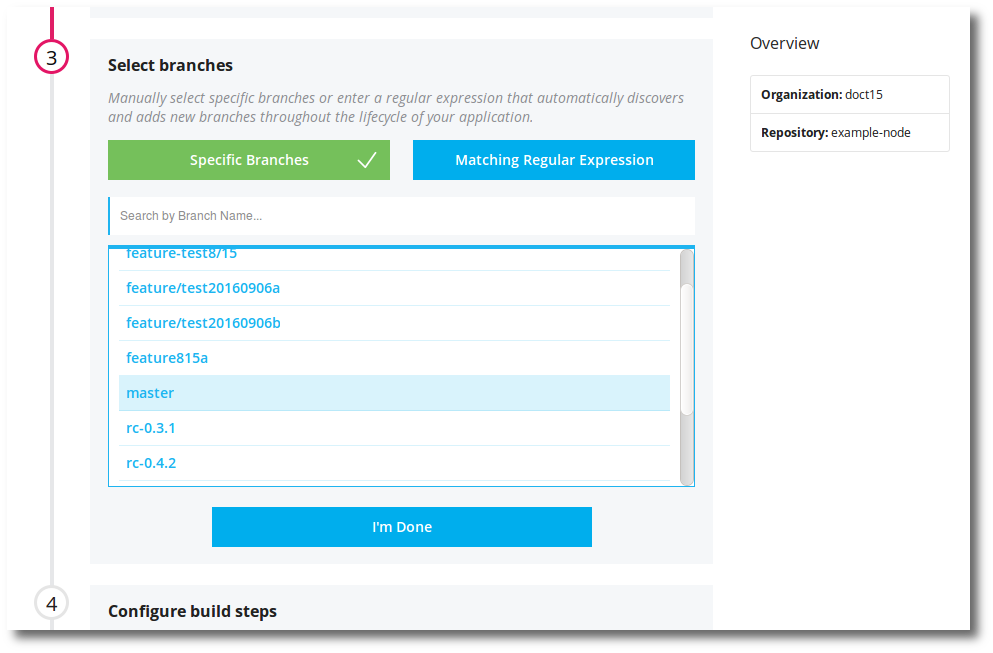 3
Select branches
Manually select specific branches or enter a regular expression that automatically discovers
and adds new branches throughout the lifecycle of your application.
Specific Branches
Matching Regular Expression
Search by Branch Name...
feature-test8/15
feature/test20160906a
feature/test20160906b
feature815a
master
rc-0.3.1
rc-0.4.2
I'm Done
4
Configure build steps
Overview
Organization: doct15
Repository: example-node